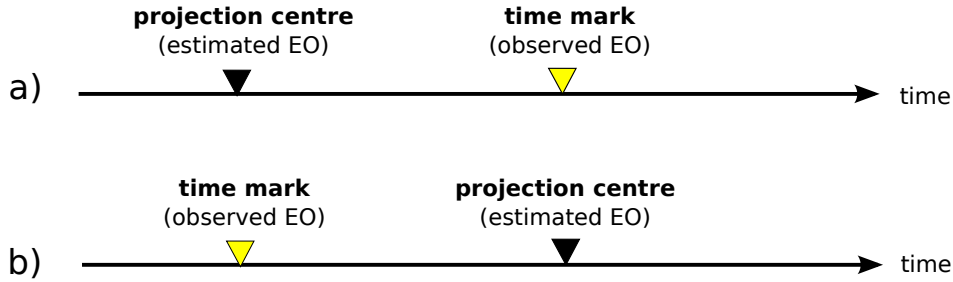 projection centre
(estimated EO)
time mark
(observed EO)
a)
time
time mark
(observed EO)
projection centre
(estimated EO)
b)
time